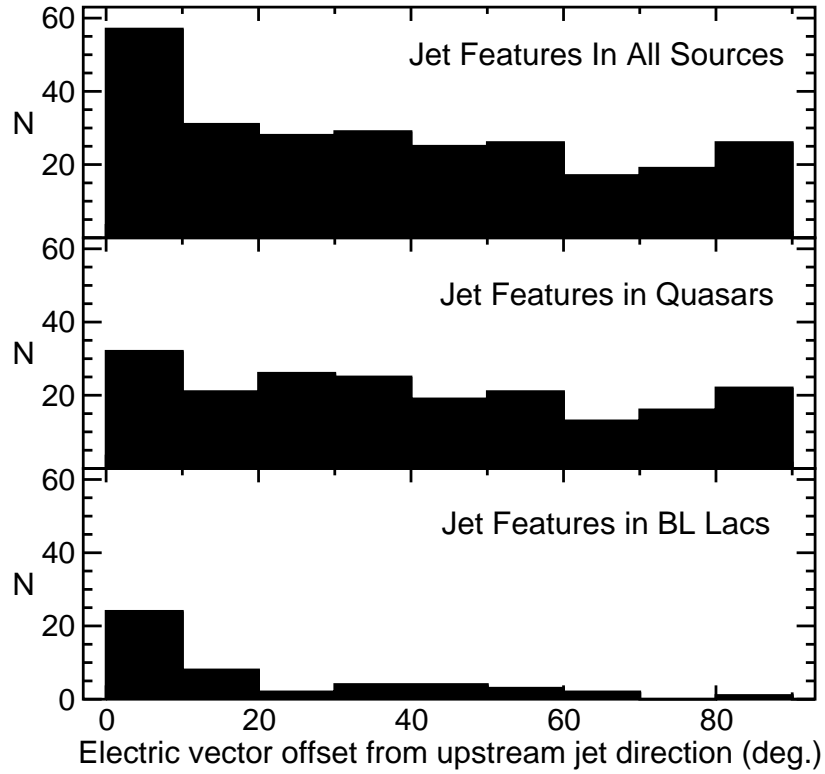 60
Jet Features In All Sources
40
N
20
60
Jet Features in Quasars
40
N
20
60
Jet Features in BL Lacs
40
N
20
0
0 20 40 60 80
Electric vector offset from upstream jet direction (deg.)